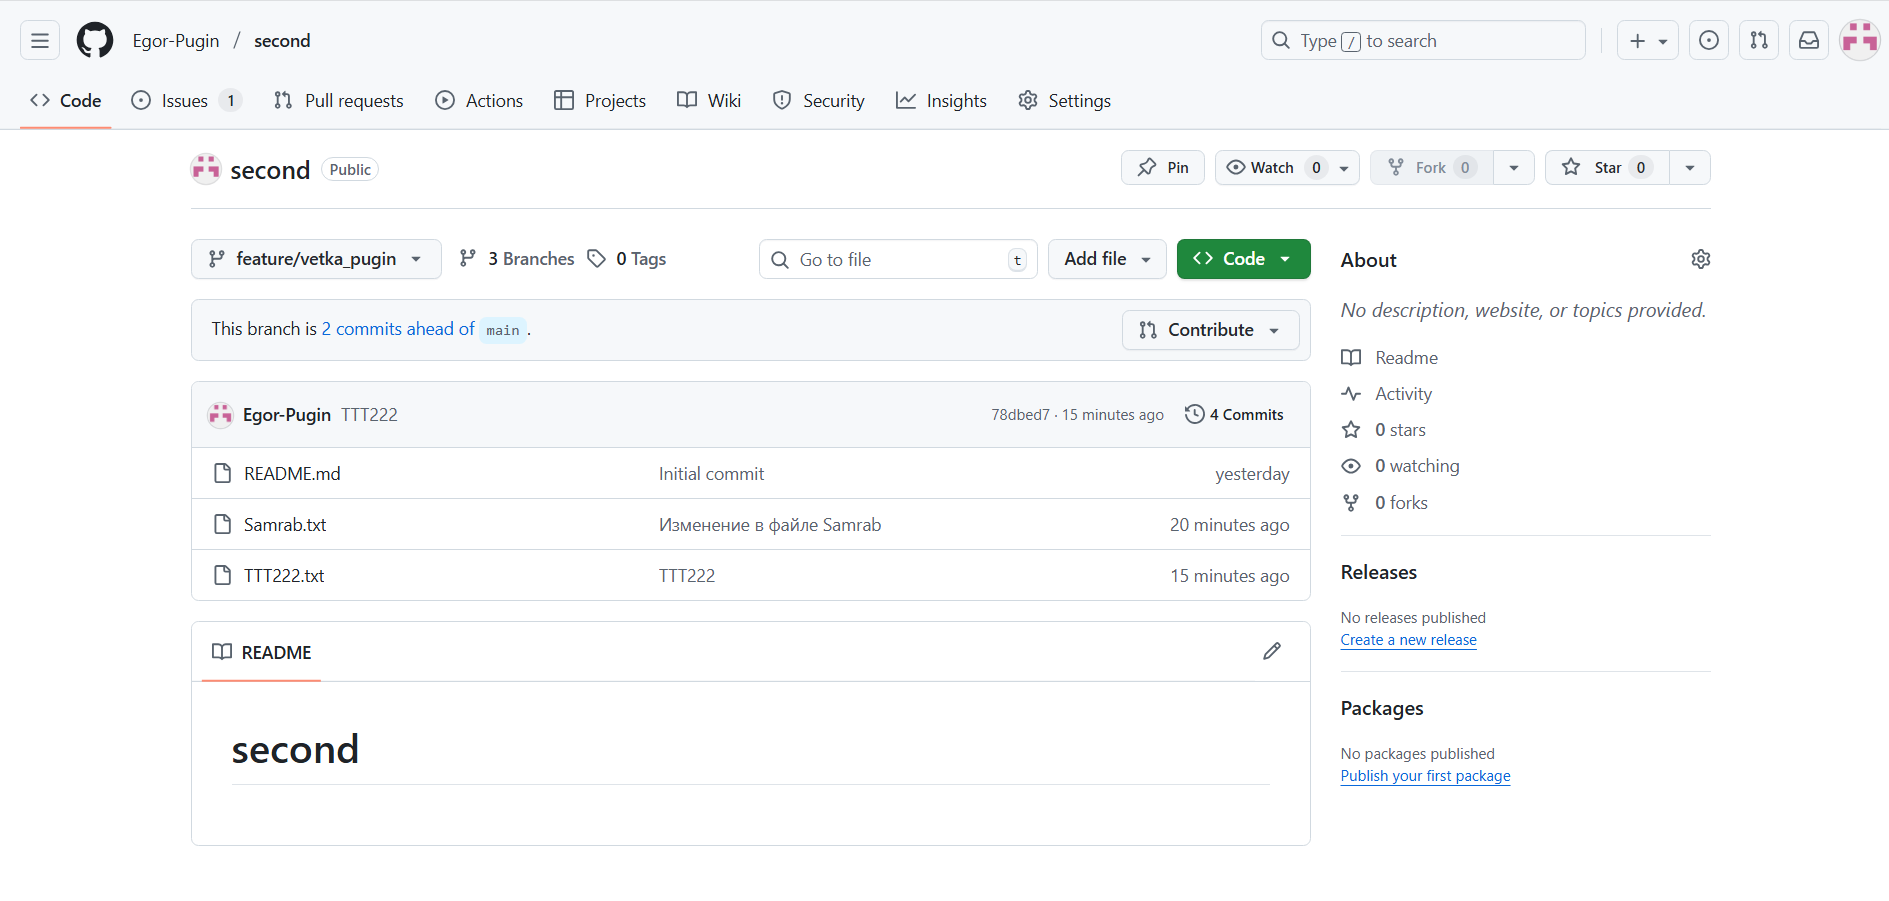 Egor-Pugin / second
Type / to search
Code
Issues 1
Pull requests
Actions
Projects
Wiki
Security
Insights
Settings
second Public
Pin
Watch 0
Fork 0
Star 0
feature/vetka_pugin
3 Branches
0 Tags
Go to file t
Add file
Code
This branch is 2 commits ahead of main .
Contribute
Egor-Pugin TTT222 78dbed7 · 15 minutes ago 4 Commits
README.md Initial commit yesterday
Samrab.txt Изменение в файле Samrab 20 minutes ago
TTT222.txt TTT222 15 minutes ago
README
second
About
No description, website, or topics provided.
Readme
Activity
0 stars
0 watching
0 forks
Releases
No releases published
Create a new release
Packages
No packages published
Publish your first package